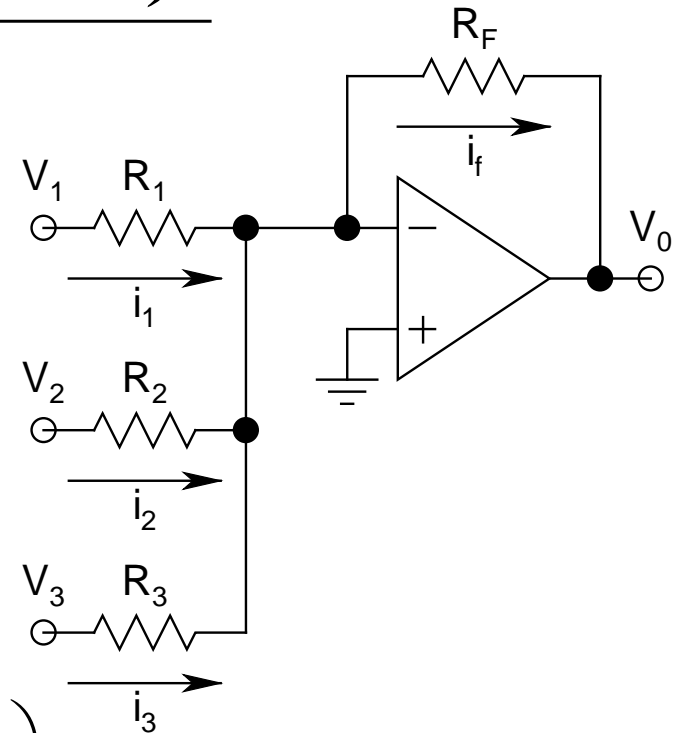 R_F
i_f
V_1 R_1
V_0
−
i_1
+
V_2 R_2
i_2
V_3 R_3
i_3
)